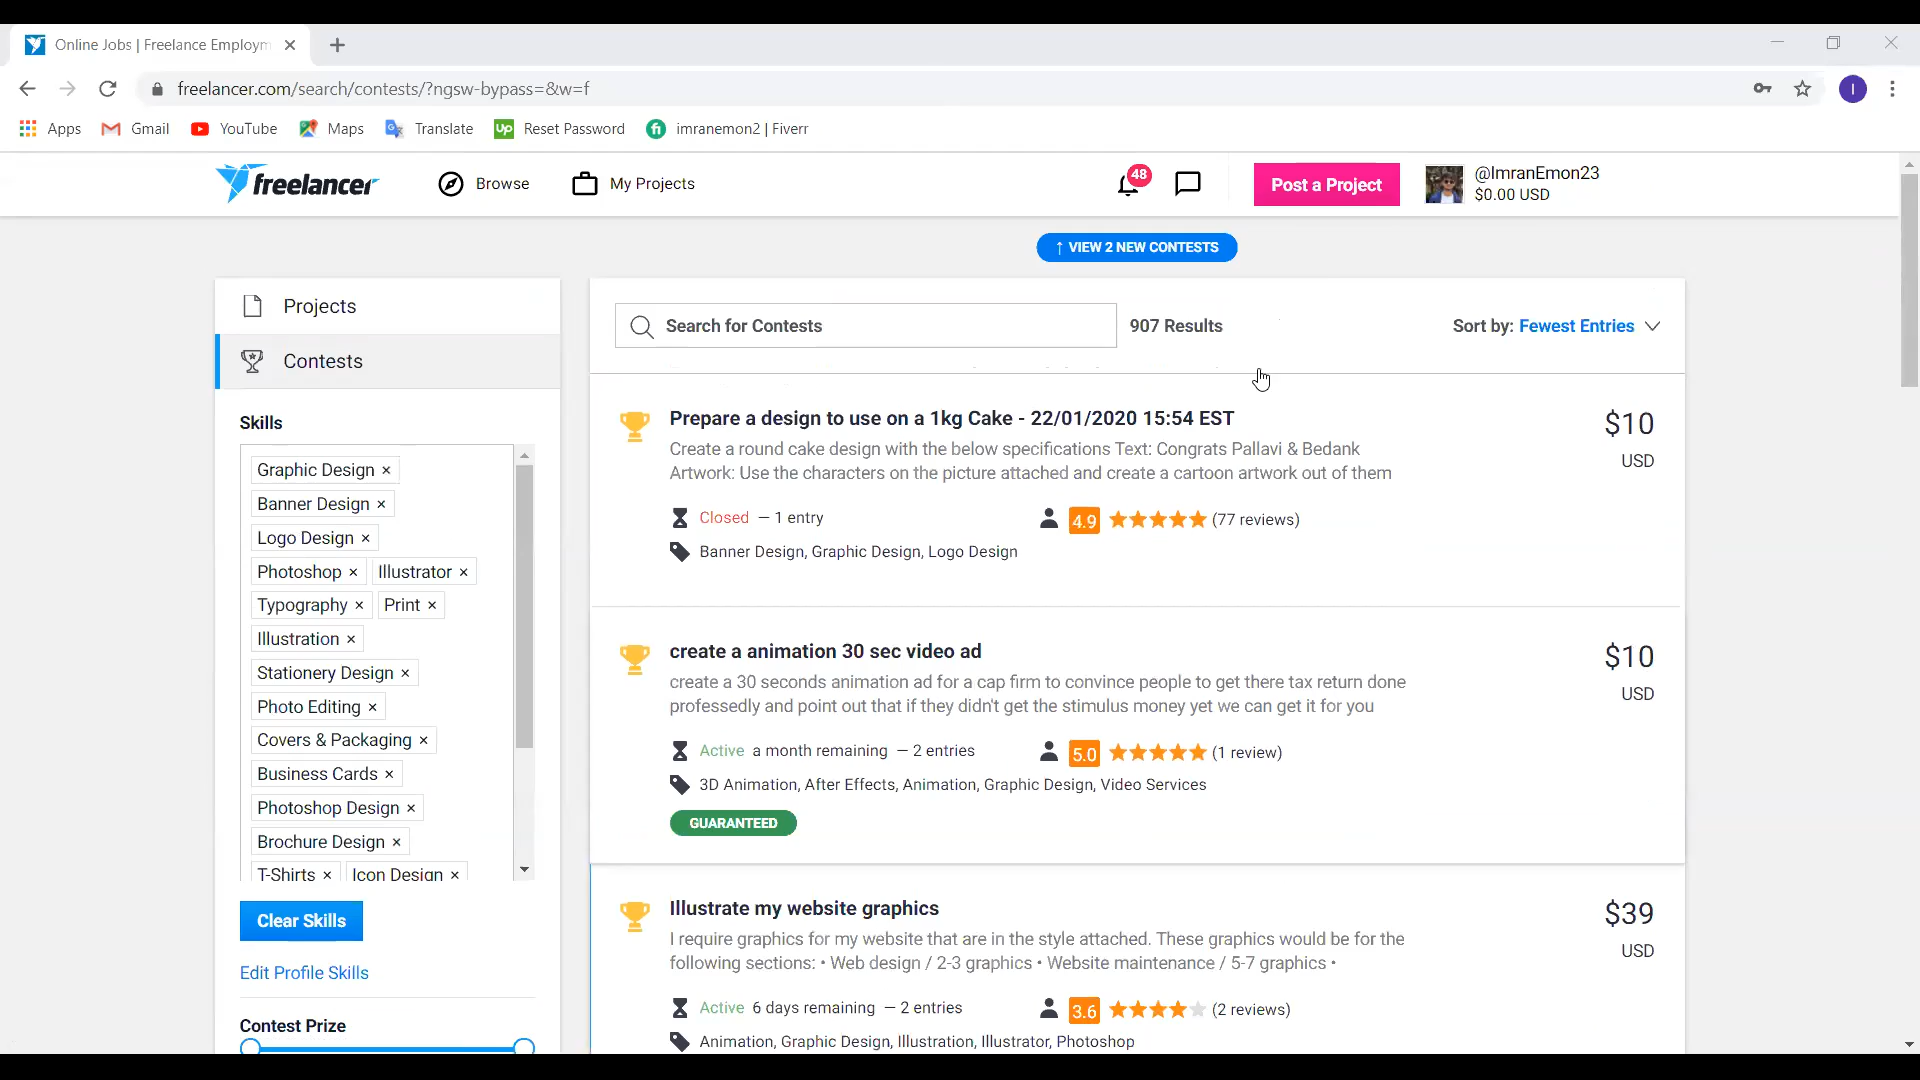 Online Jobs | Freelance Employm
freelancer.com/search/contests/?ngsw-bypass=&w=f
I
Apps
Gmail
YouTube
Maps
Translate
Up
Reset Password
fi
imranemon2 | Fiverr
freelancer
Browse
My Projects
48
Post a Project
@ImranEmon23
$0.00 USD
↑ VIEW 2 NEW CONTESTS
Projects
Contests
Skills
Graphic Design ×
Banner Design ×
Logo Design ×
Photoshop × Illustrator ×
Typography × Print ×
Illustration ×
Stationery Design ×
Photo Editing ×
Covers & Packaging ×
Business Cards ×
Photoshop Design ×
Brochure Design ×
T-Shirts × Icon Design ×
Clear Skills
Edit Profile Skills
Contest Prize
Search for Contests
907 Results
Sort by: Fewest Entries
Prepare a design to use on a 1kg Cake - 22/01/2020 15:54 EST
$10
USD
Create a round cake design with the below specifications Text: Congrats Pallavi & Bedank
Artwork: Use the characters on the picture attached and create a cartoon artwork out of them
Closed – 1 entry
4.9 (77 reviews)
Banner Design, Graphic Design, Logo Design
create a animation 30 sec video ad
$10
USD
create a 30 seconds animation ad for a cap firm to convince people to get there tax return done
professedly and point out that if they didn't get the stimulus money yet we can get it for you
Active a month remaining – 2 entries
5.0 (1 review)
3D Animation, After Effects, Animation, Graphic Design, Video Services
GUARANTEED
Illustrate my website graphics
$39
USD
I require graphics for my website that are in the style attached. These graphics would be for the
following sections: • Web design / 2-3 graphics • Website maintenance / 5-7 graphics •
Active 6 days remaining – 2 entries
3.6 (2 reviews)
Animation, Graphic Design, Illustration, Illustrator, Photoshop